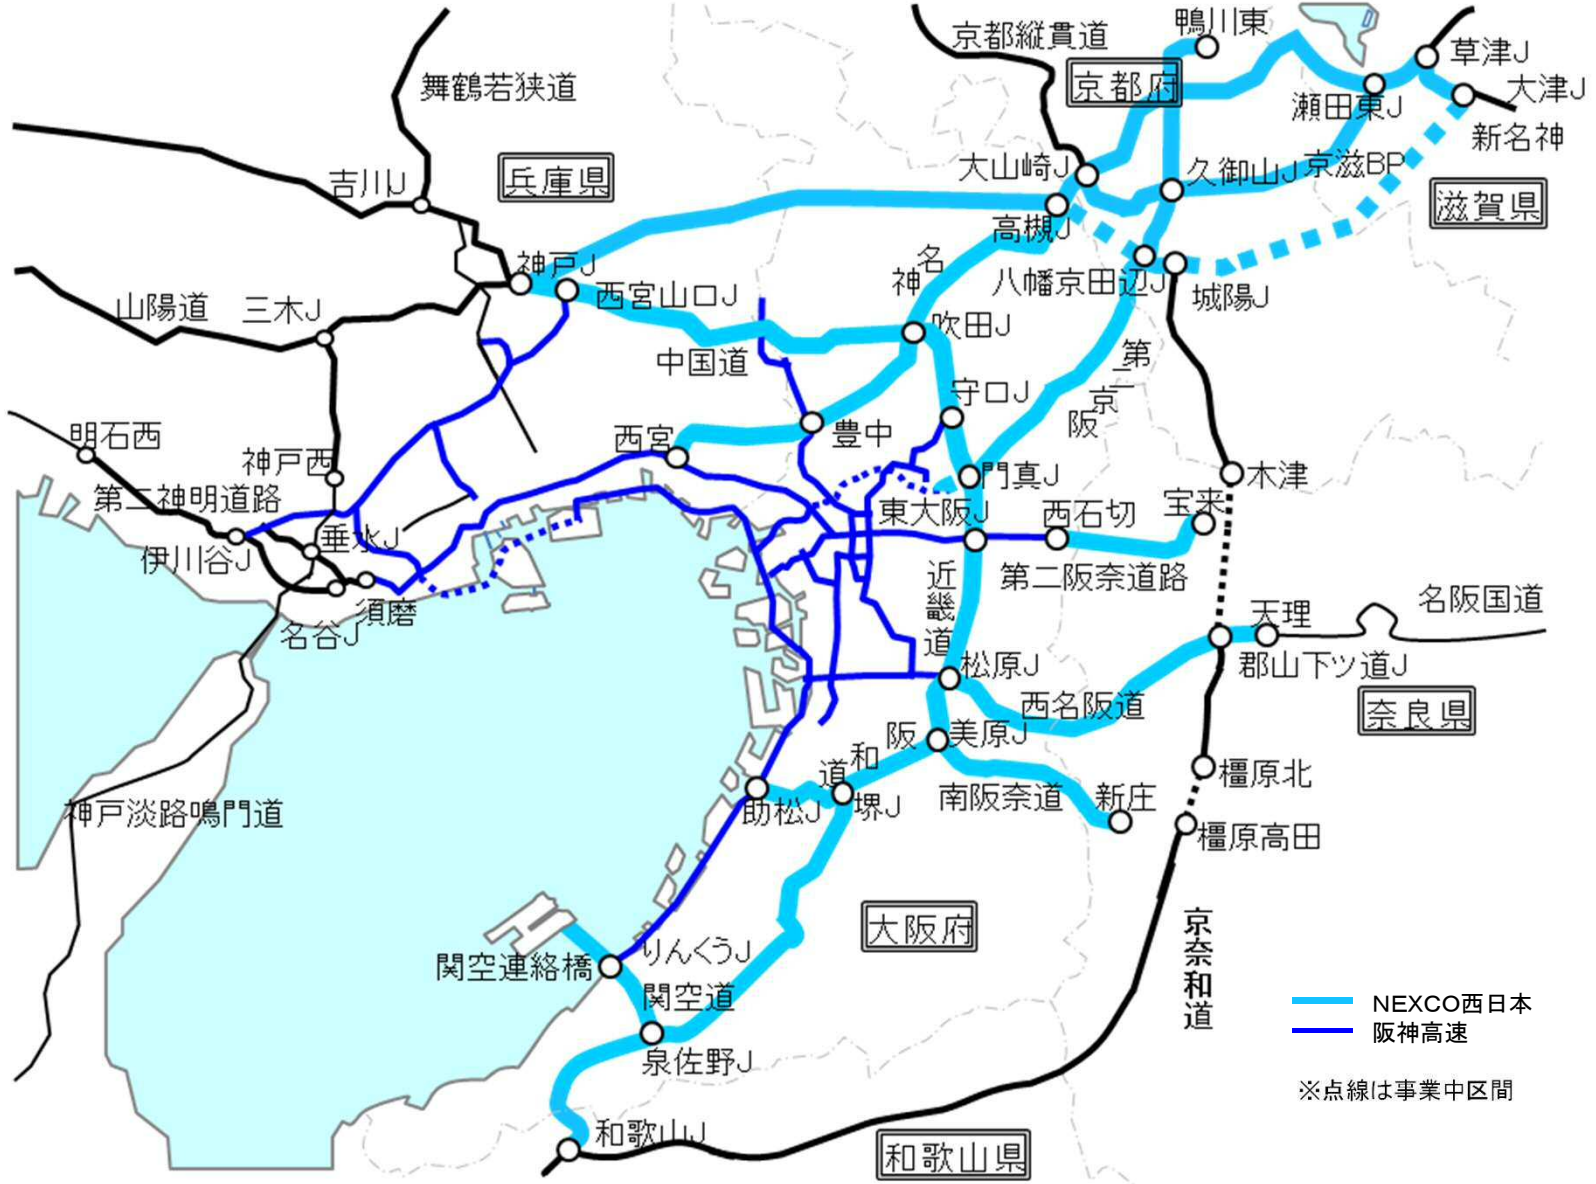 鴨川東
京都縦貫道
草津J
京都府
舞鶴若狭道
大津J
瀬田東J
新名神
兵庫県
大山崎J
久御山J
京滋BP
吉川J
滋賀県
高槻J
名神
神戸J
八幡京田辺J
西宮山口J
城陽J
山陽道
三木J
吹田J
中国道
第二京阪
守口J
明石西
西宮
豊中
神戸西
門真J
木津
第二神明道路
東大阪J
西石切
宝来
垂水J
伊川谷J
近畿道
第二阪奈道路
須磨
名谷J
天理
名阪国道
松原J
郡山下ツ道J
西名阪道
奈良県
阪和道
美原J
橿原北
神戸淡路鳴門道
助松J
堺J
南阪奈道
新庄
橿原高田
大阪府
京奈和道
関空連絡橋
りんくうJ
関空道
NEXCO西日本
阪神高速
泉佐野J
※点線は事業中区間
和歌山J
和歌山県